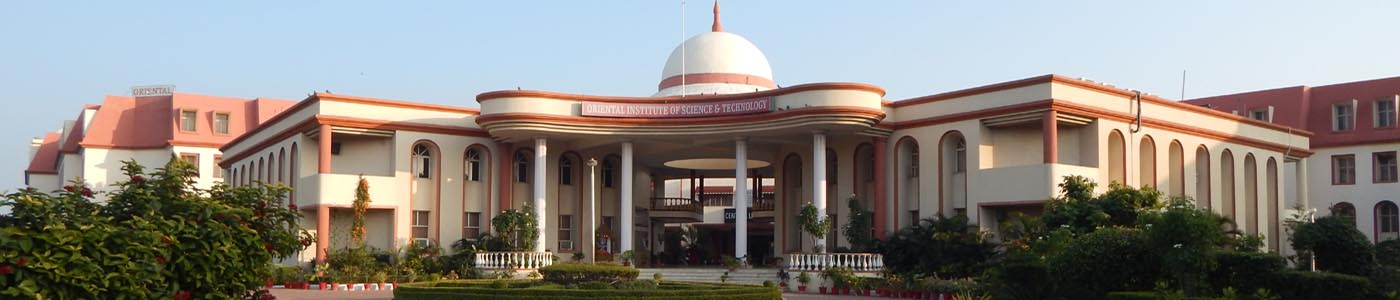 ORIENTAL
ORIENTAL INSTITUTE OF SCIENCE & TECHNOLOGY